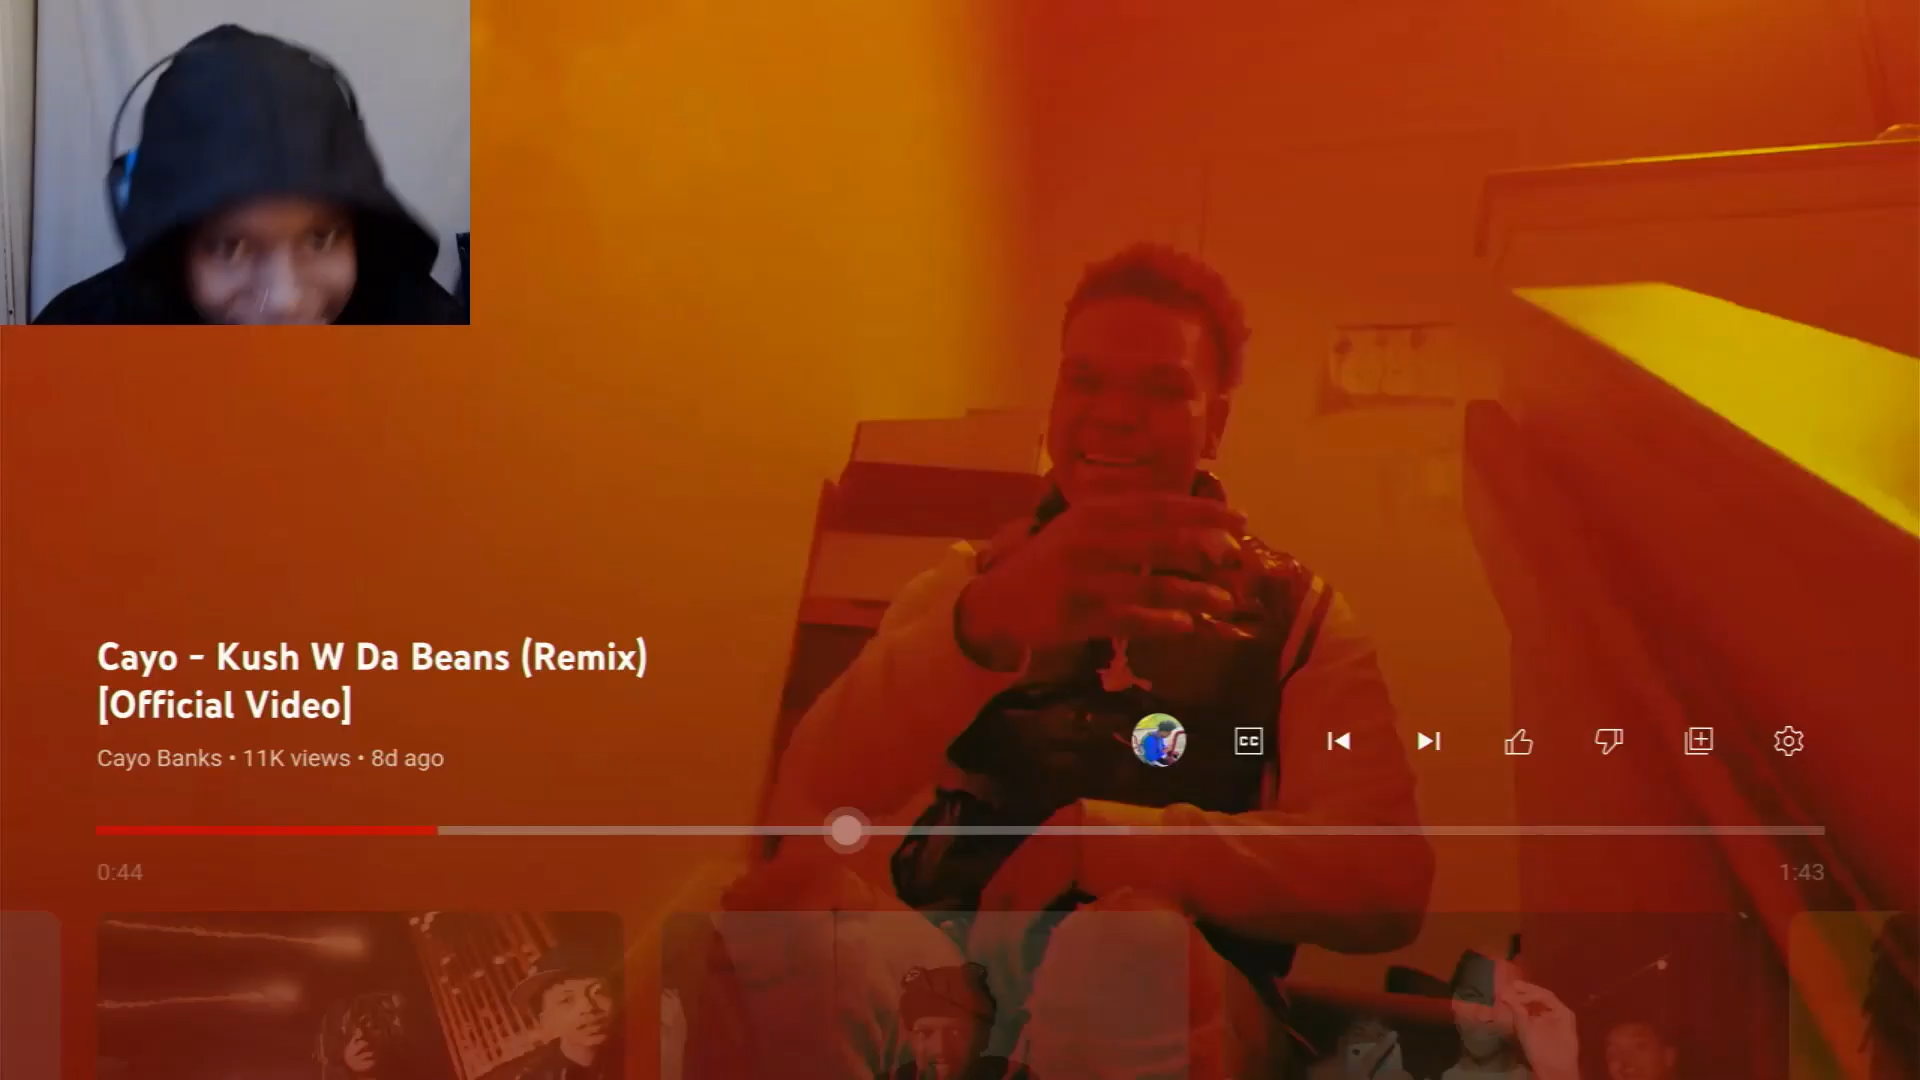 Cayo - Kush W Da Beans (Remix)
[Official Video]
Cayo Banks • 11K views • 8d ago
CC
0:44
1:43